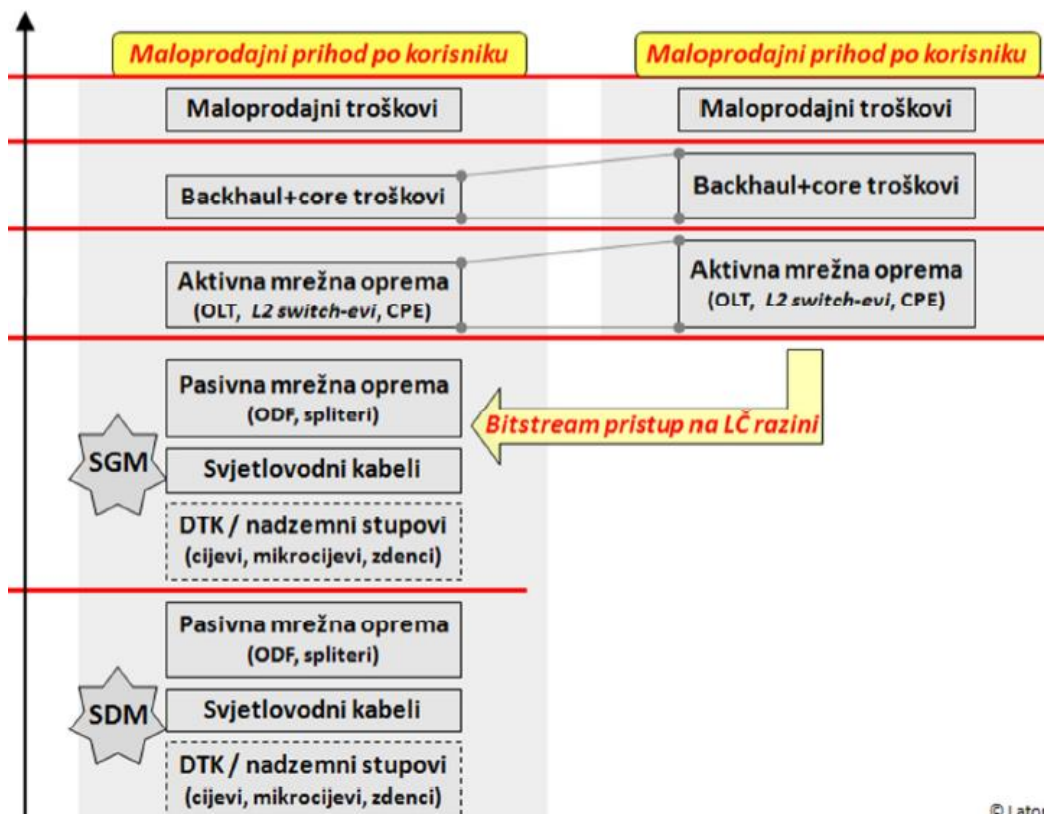 Maloprodajni prihod po korisniku
Maloprodajni prihod po korisniku
Maloprodajni troškovi
Maloprodajni troškovi
Backhaul+core troškovi
Backhaul+core troškovi
Aktivna mrežna oprema
(OLT, L2 switch-evi, CPE)
Aktivna mrežna oprema
(OLT, L2 switch-evi, CPE)
Pasivna mrežna oprema
(ODF, spliteri)
Bitstream pristup na LČ razini
SGM
Svjetlovodni kabeli
DTK / nadzemni stupovi
(cijevi, mikrocijevi, zdenci)
Pasivna mrežna oprema
(ODF, spliteri)
SDM
Svjetlovodni kabeli
DTK / nadzemni stupovi
(cijevi, mikrocijevi, zdenci)
©